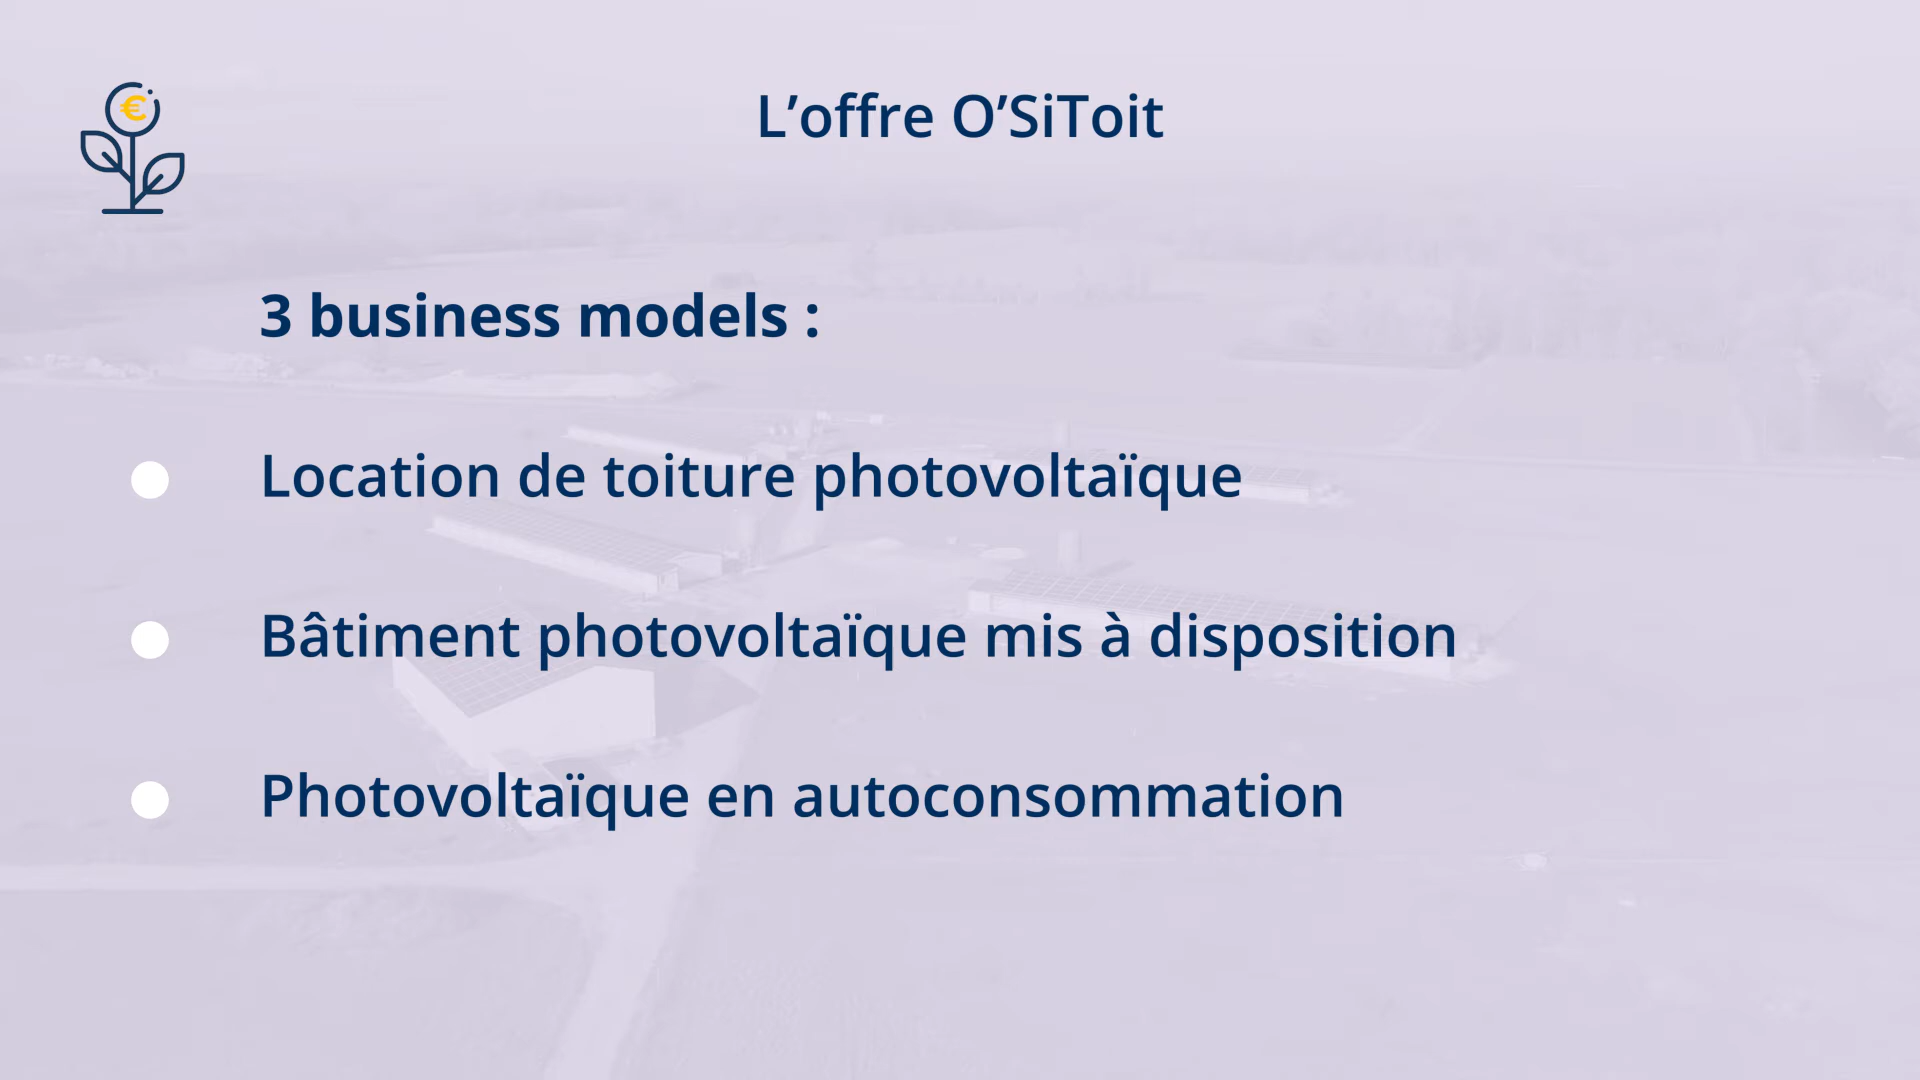 €
L’offre O’SiToit
3 business models :
Location de toiture photovoltaïque
Bâtiment photovoltaïque mis à disposition
Photovoltaïque en autoconsommation